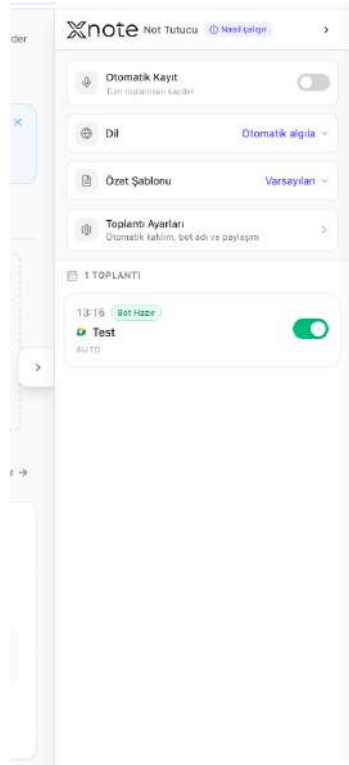 der
Xnote Not Tutucu Nasıl çalışır
Otomatik Kayıt
Tüm toplantıları kaydet
Dil Otomatik algıla
Özet Şablonu Varsayılan
Toplantı Ayarları
Otomatik katılım, bot adı ve paylaşım
1 TOPLANTI
13:16 Bot Hazır
Test
AUTO
r →